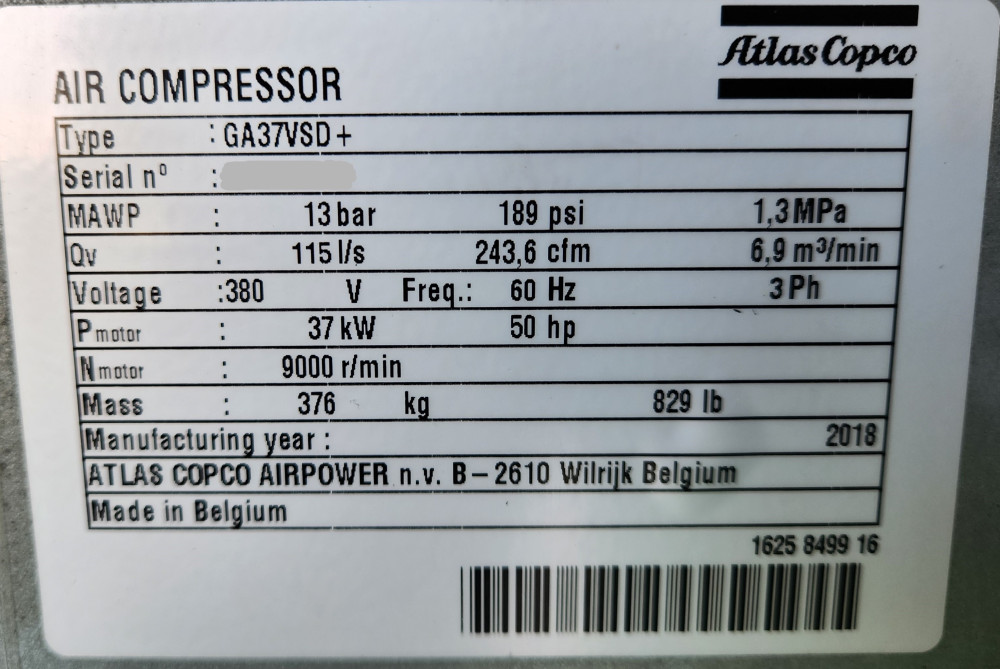 Atlas Copco
AIR COMPRESSOR
Type : GA37VSD+
Serial nº :
MAWP : 13 bar 189 psi 1,3 MPa
Qv : 115 l/s 243,6 cfm 6,9 m³/min
Voltage :380 V Freq.: 60 Hz 3 Ph
Pmotor : 37 kW 50 hp
Nmotor : 9000 r/min
Mass : 376 kg 829 lb
Manufacturing year : 2018
ATLAS COPCO AIRPOWER n.v. B – 2610 Wilrijk Belgium
Made in Belgium
1625 8499 16